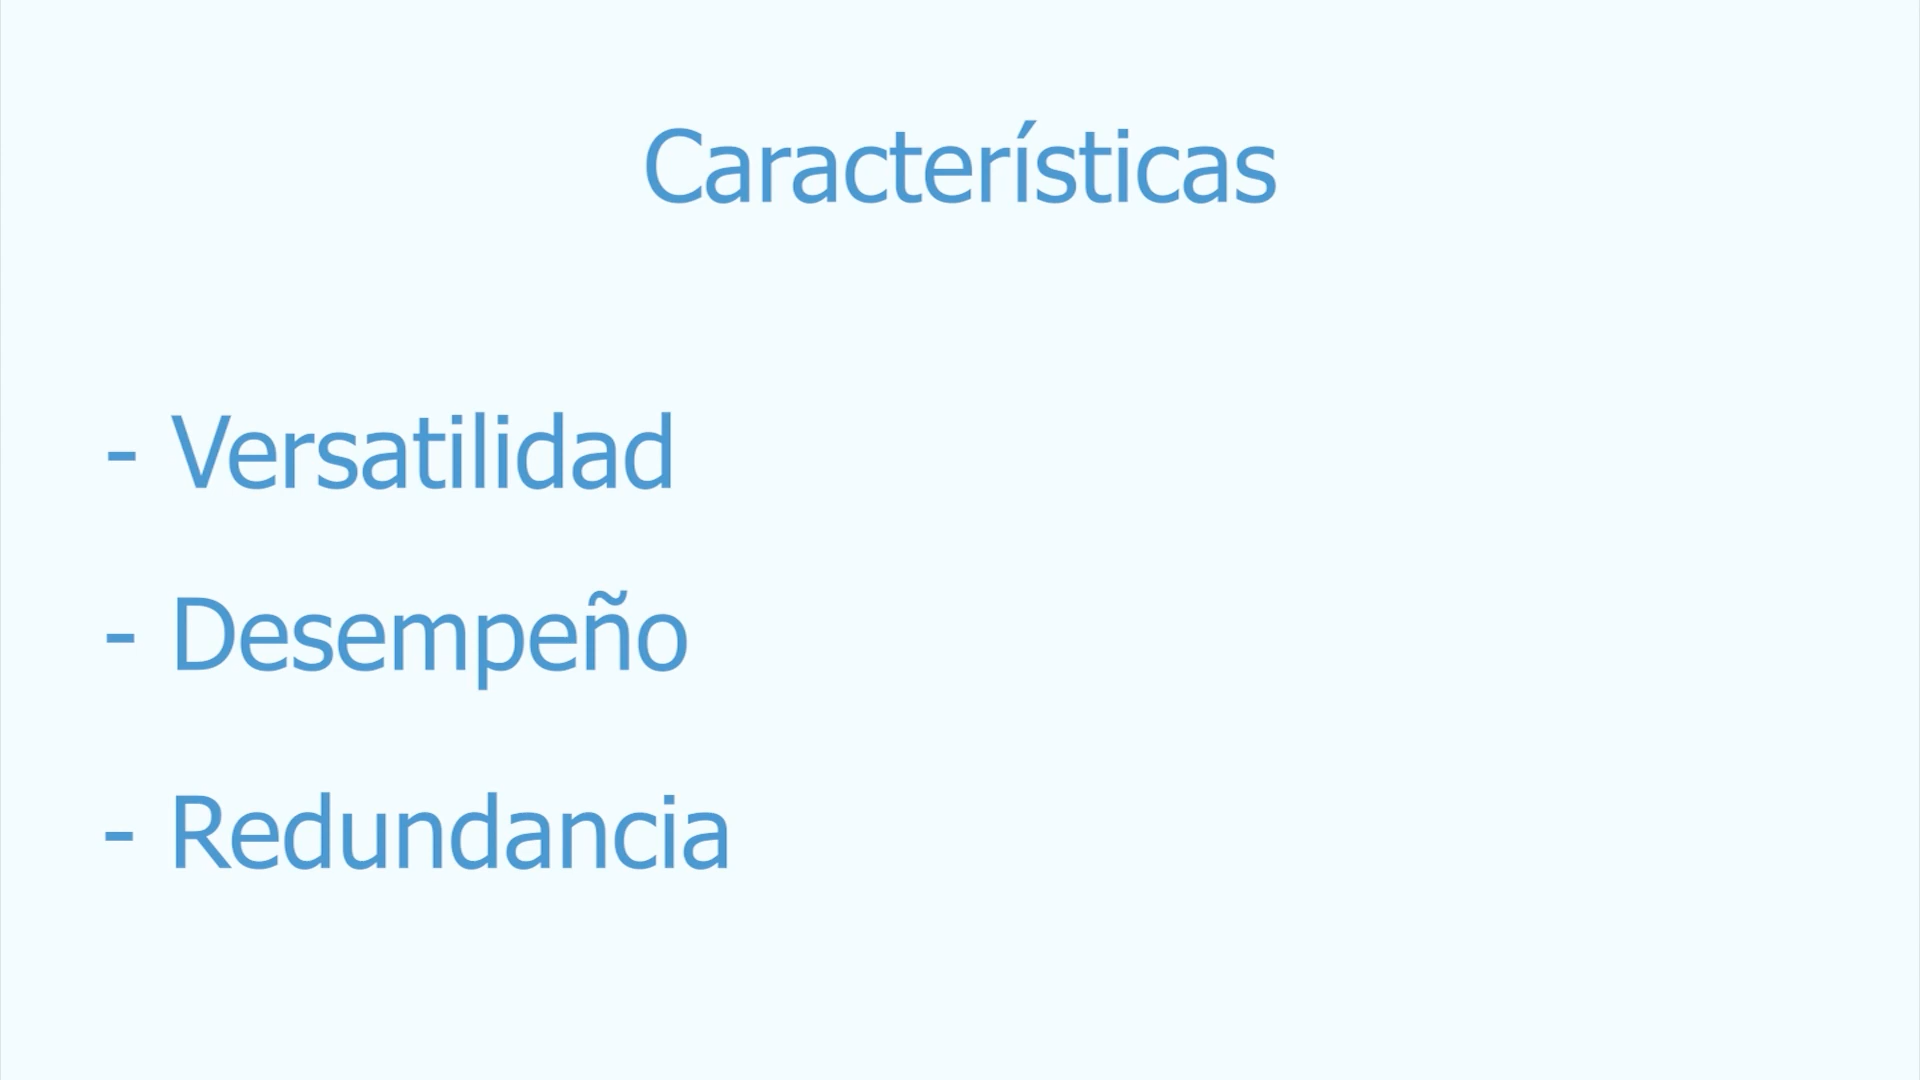 Características
- Versatilidad
- Desempeño
- Redundancia